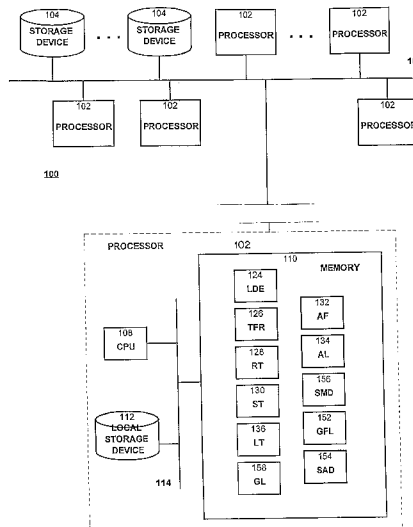 104
STORAGE
DEVICE
104
STORAGE
DEVICE
102
PROCESSOR
102
PROCESSOR
102
PROCESSOR
102
PROCESSOR
102
PROCESSOR
100
PROCESSOR
102
110
MEMORY
124
LDE
126
TFR
128
RT
130
ST
136
LT
158
GL
132
AF
134
AL
156
SMD
152
GFL
154
SAD
108
CPU
112
LOCAL
STORAGE
DEVICE
114